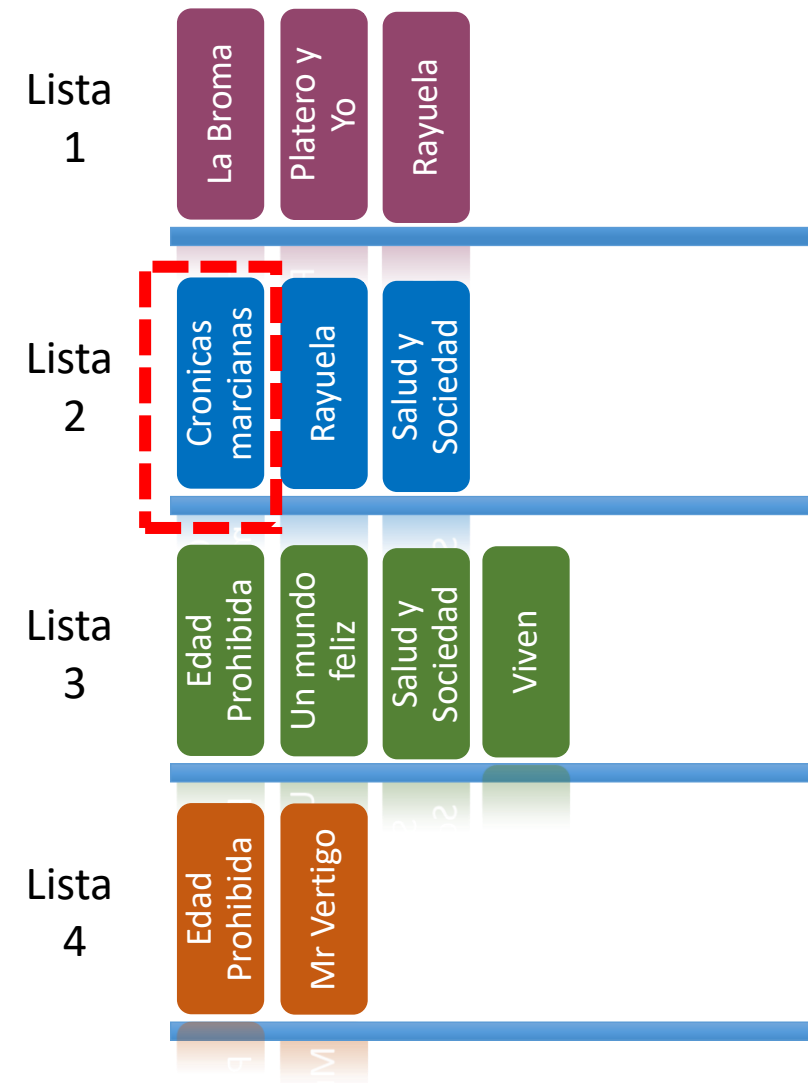 Lista
1
La Broma
Platero y
Yo
Rayuela
Lista
2
Cronicas
marcianas
Rayuela
Salud y
Sociedad
Lista
3
Edad
Prohibida
Un mundo
feliz
Salud y
Sociedad
Viven
Lista
4
Edad
Prohibida
Mr Vertigo